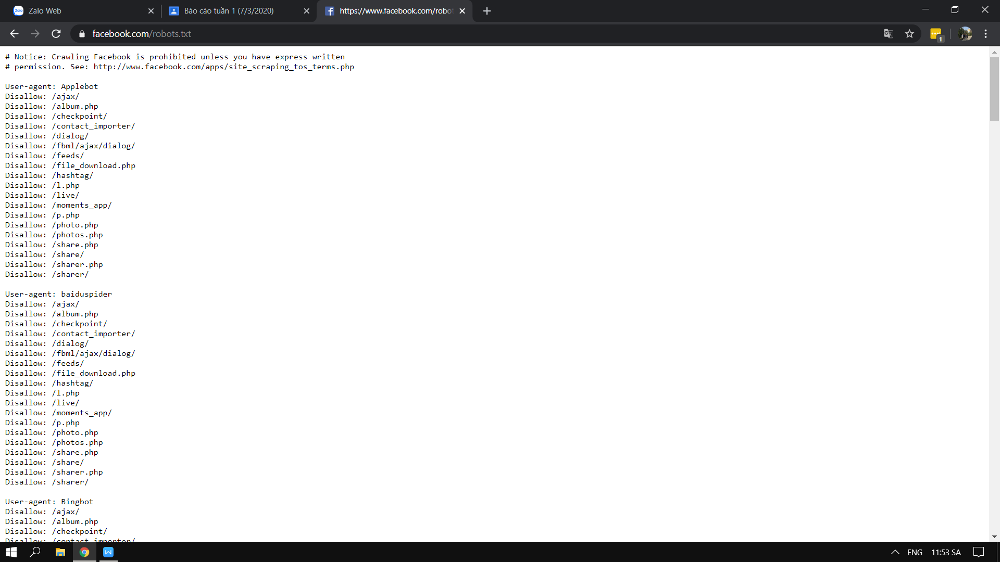 Zalo Web
Báo cáo tuần 1 (7/3/2020)
https://www.facebook.com/robo
facebook.com/robots.txt
1
# Notice: Crawling Facebook is prohibited unless you have express written
# permission. See: http://www.facebook.com/apps/site_scraping_tos_terms.php
User-agent: Applebot
Disallow: /ajax/
Disallow: /album.php
Disallow: /checkpoint/
Disallow: /contact_importer/
Disallow: /dialog/
Disallow: /fbml/ajax/dialog/
Disallow: /feeds/
Disallow: /file_download.php
Disallow: /hashtag/
Disallow: /l.php
Disallow: /live/
Disallow: /moments_app/
Disallow: /p.php
Disallow: /photo.php
Disallow: /photos.php
Disallow: /share.php
Disallow: /share/
Disallow: /sharer.php
Disallow: /sharer/
User-agent: baiduspider
Disallow: /ajax/
Disallow: /album.php
Disallow: /checkpoint/
Disallow: /contact_importer/
Disallow: /dialog/
Disallow: /fbml/ajax/dialog/
Disallow: /feeds/
Disallow: /file_download.php
Disallow: /hashtag/
Disallow: /l.php
Disallow: /live/
Disallow: /moments_app/
Disallow: /p.php
Disallow: /photo.php
Disallow: /photos.php
Disallow: /share.php
Disallow: /share/
Disallow: /sharer.php
Disallow: /sharer/
User-agent: Bingbot
Disallow: /ajax/
Disallow: /album.php
Disallow: /checkpoint/
Disallow: /contact_importer/
ENG
11:53 SA